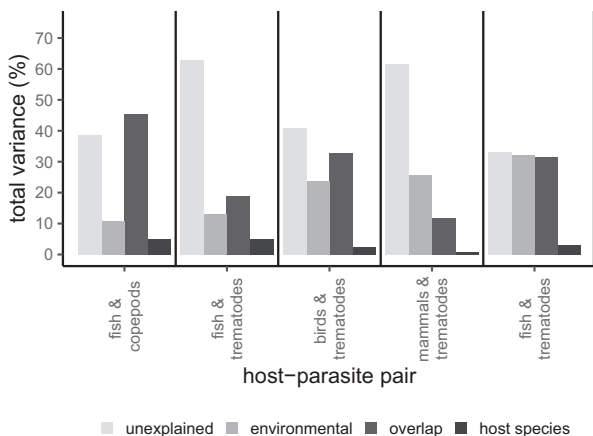 total variance (%)
70
60
50
40
30
20
10
0
fish &
copepods
fish &
trematodes
birds &
trematodes
mammals &
trematodes
fish &
trematodes
host−parasite pair
unexplained environmental overlap host species